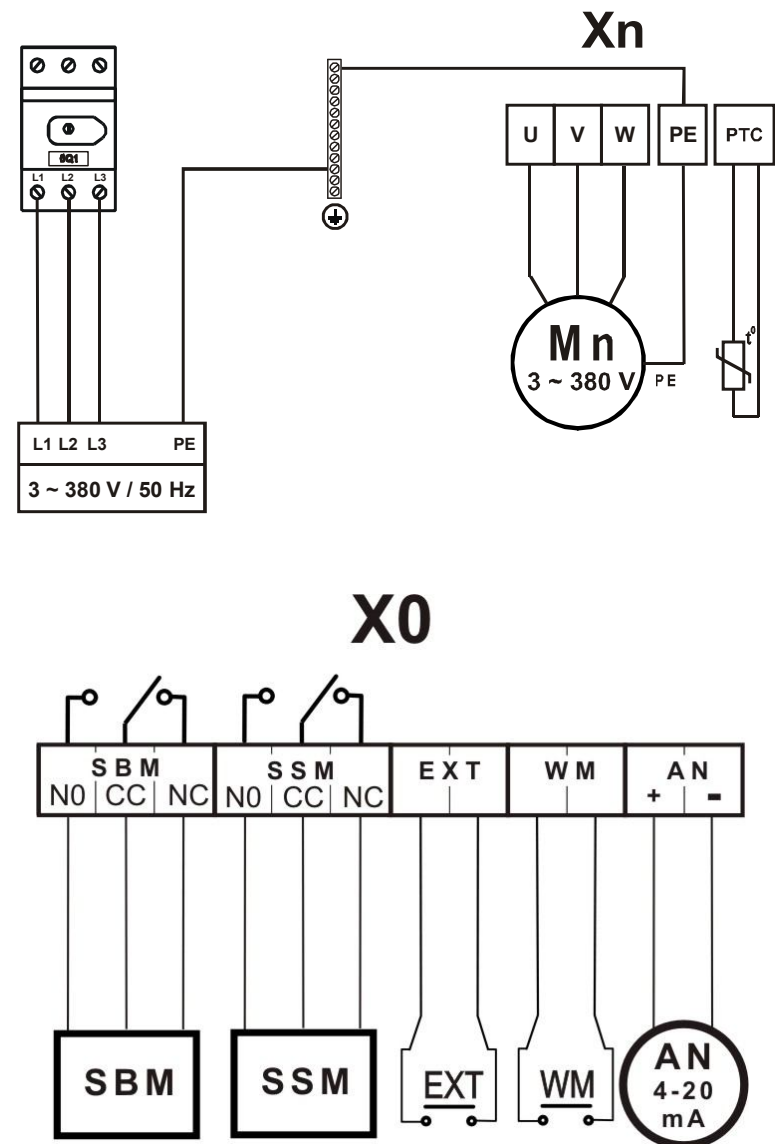 Xn
U V W PE PTC
SQ1
L1 L2 L3
Mn
3 ~ 380 V
PE
t°
L1 L2 L3 PE
3 ~ 380 V / 50 Hz
X0
SBM SSM EXT WM AN
N0 CC NC N0 CC NC + -
SBM
SSM
EXT
WM
AN
4-20
mA